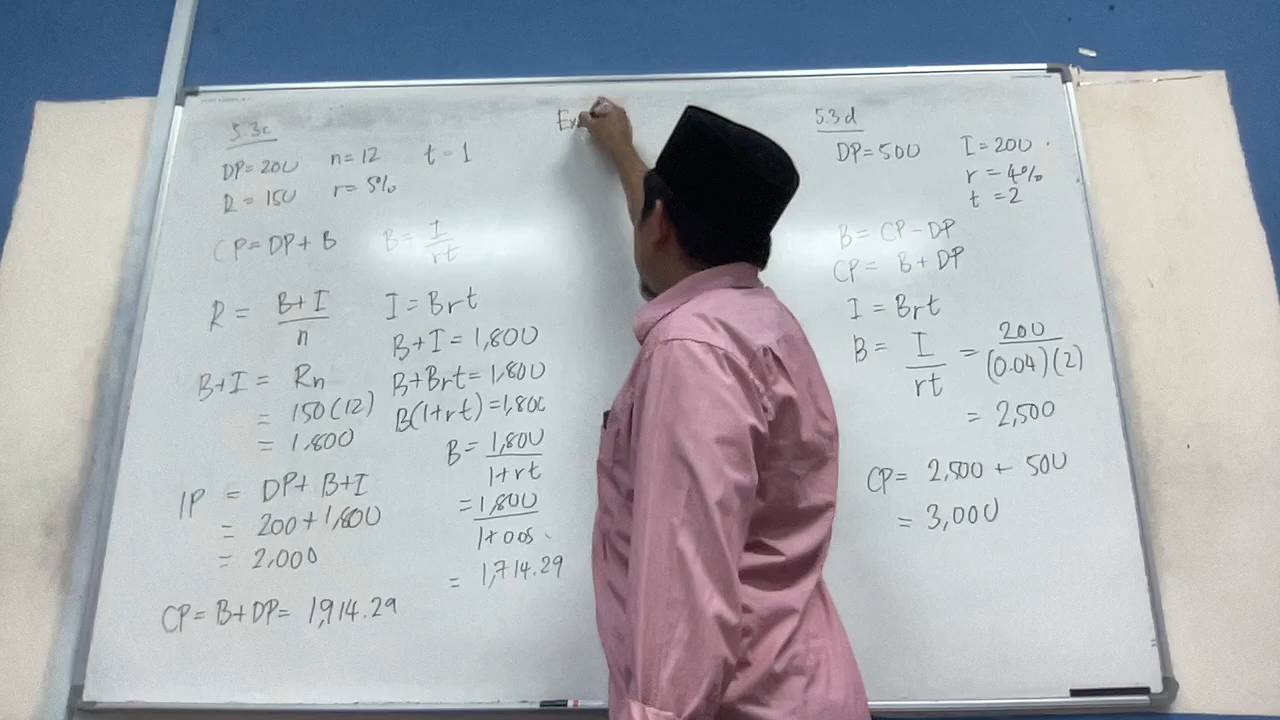 5.3c
DP=200 n=12 t=1
R=150 r=5%
CP=DP+B B=I/rt
R = B+I/n I=Brt
B+I=1,800
B+I = Rn B+Brt=1,800
= 150(12) B(1+rt)=1,800
= 1,800
B=1,800/1+rt
IP = DP+B+I
= 200+1,800 =1,800/1+0.05
= 2,000
= 1,714.29
CP=B+DP= 1,914.29
Ex
5.3d
DP=500 I=200
r=4%
t=2
B=CP-DP
CP= B+DP
I=Brt
B= I/rt = 200/(0.04)(2)
= 2,500
CP= 2,500 + 500
= 3,000